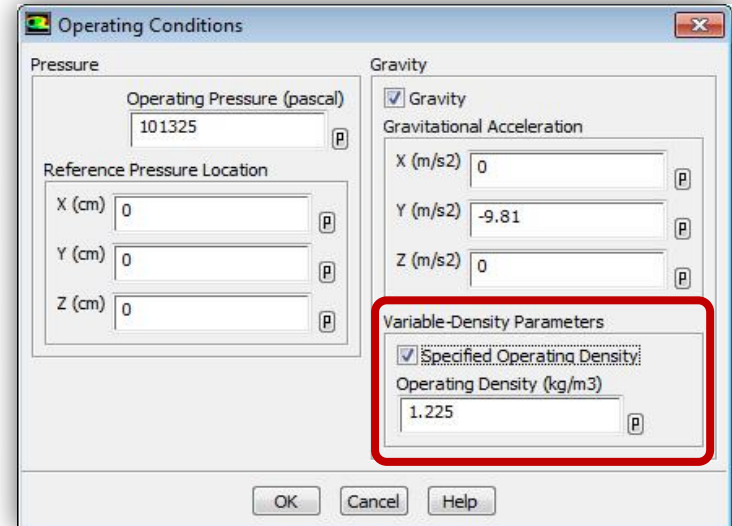 Operating Conditions
Pressure
Operating Pressure (pascal)
101325
P
Reference Pressure Location
X (cm) 0 P
Y (cm) 0 P
Z (cm) 0 P
Gravity
Gravity
Gravitational Acceleration
X (m/s2) 0 P
Y (m/s2) -9.81 P
Z (m/s2) 0 P
Variable-Density Parameters
Specified Operating Density
Operating Density (kg/m3)
1.225
P
OK Cancel Help